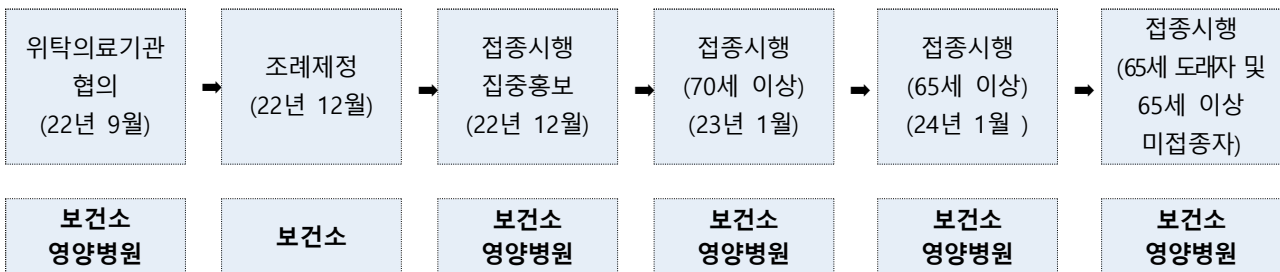 위탁의료기관
협의
(22년 9월)
➡
조례제정
(22년 12월)
➡
접종시행
집중홍보
(22년 12월)
➡
접종시행
(70세 이상)
(23년 1월)
➡
접종시행
(65세 이상)
(24년 1월 )
➡
접종시행
(65세 도래자 및
65세 이상
미접종자)
보건소
영양병원
보건소
보건소
영양병원
보건소
영양병원
보건소
영양병원
보건소
영양병원